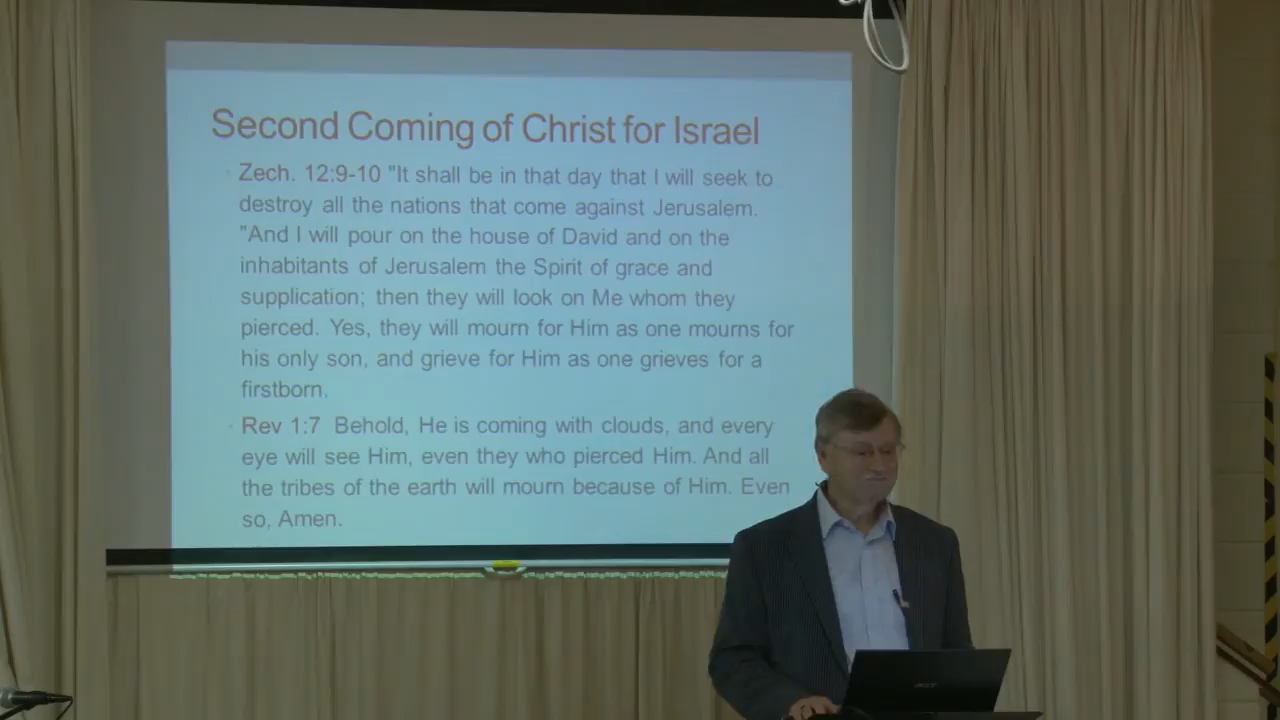 Second Coming of Christ for Israel
Zech. 12:9-10 "It shall be in that day that I will seek to
destroy all the nations that come against Jerusalem.
"And I will pour on the house of David and on the
inhabitants of Jerusalem the Spirit of grace and
supplication; then they will look on Me whom they
pierced. Yes, they will mourn for Him as one mourns for
his only son, and grieve for Him as one grieves for a
firstborn.
Rev 1:7 Behold, He is coming with clouds, and every
eye will see Him, even they who pierced Him. And all
the tribes of the earth will mourn because of Him. Even
so, Amen.
acer